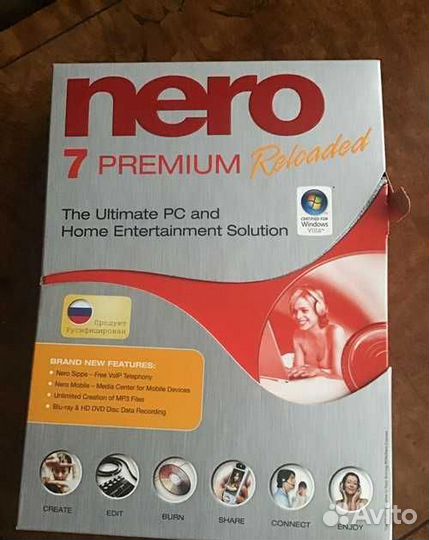 nero
7 PREMIUM Reloaded
The Ultimate PC and
Home Entertainment Solution
CERTIFIED FOR
Windows
Vista™
Продукт
Русифицирован
BRAND NEW FEATURES:
• Nero Sipps – Free VoIP Telephony
• Nero Mobile – Media Center for Mobile Devices
• Unlimited Creation of MP3 Files
• Blu-ray & HD DVD Disc Data Recording
CREATE EDIT BURN SHARE CONNECT ENJOY
Avito